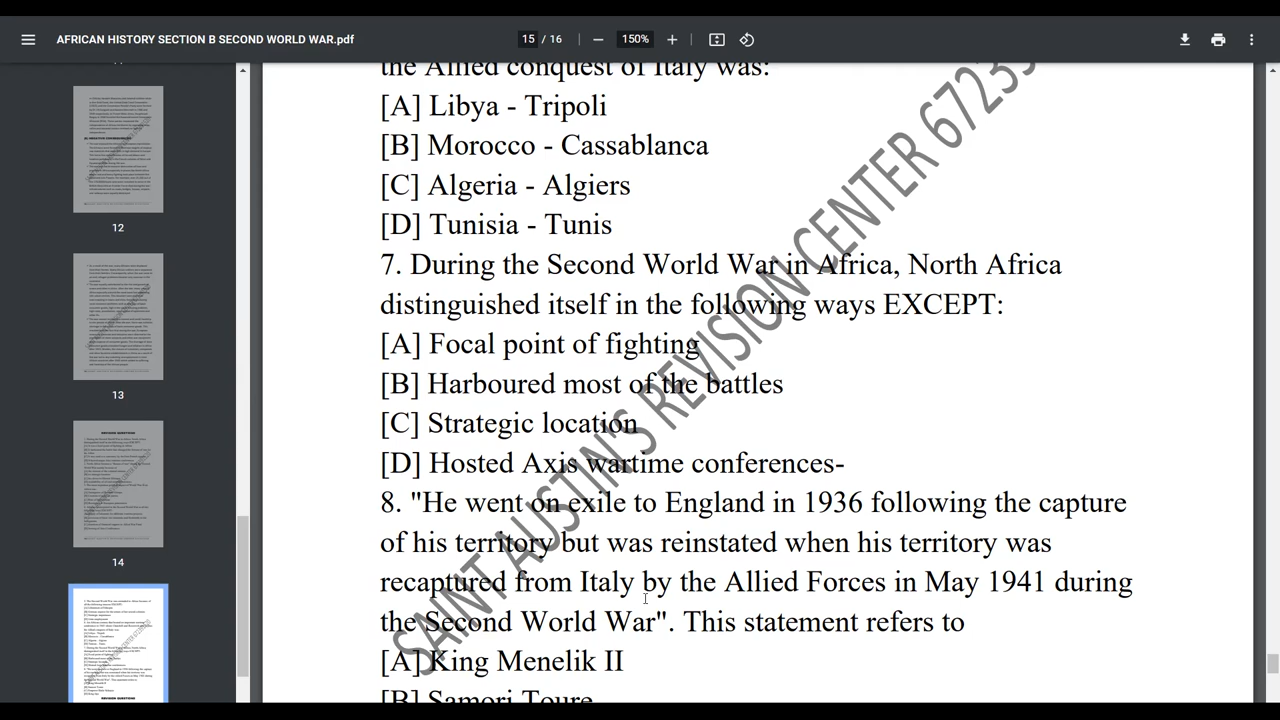 AFRICAN HISTORY SECTION B SECOND WORLD WAR.pdf
15 / 16
150%
the Allied conquest of Italy was:
[A] Libya - Tripoli
[B] Morocco - Cassablanca
[C] Algeria - Algiers
[D] Tunisia - Tunis
7. During the Second World War in Africa, North Africa
distinguished itself in the following ways EXCEPT:
[A] Focal point of fighting
[B] Harboured most of the battles
[C] Strategic location
[D] Hosted Axis wartime conferences-
8. "He went on exile to England in 1936 following the capture
of his territory but was reinstated when his territory was
recaptured from Italy by the Allied Forces in May 1941 during
the Second World War". This statement refers to
[A] King Menelik II
[B] Samori Toure
SAINT AUSTIN'S REVISION CENTER 67233
12
13
14